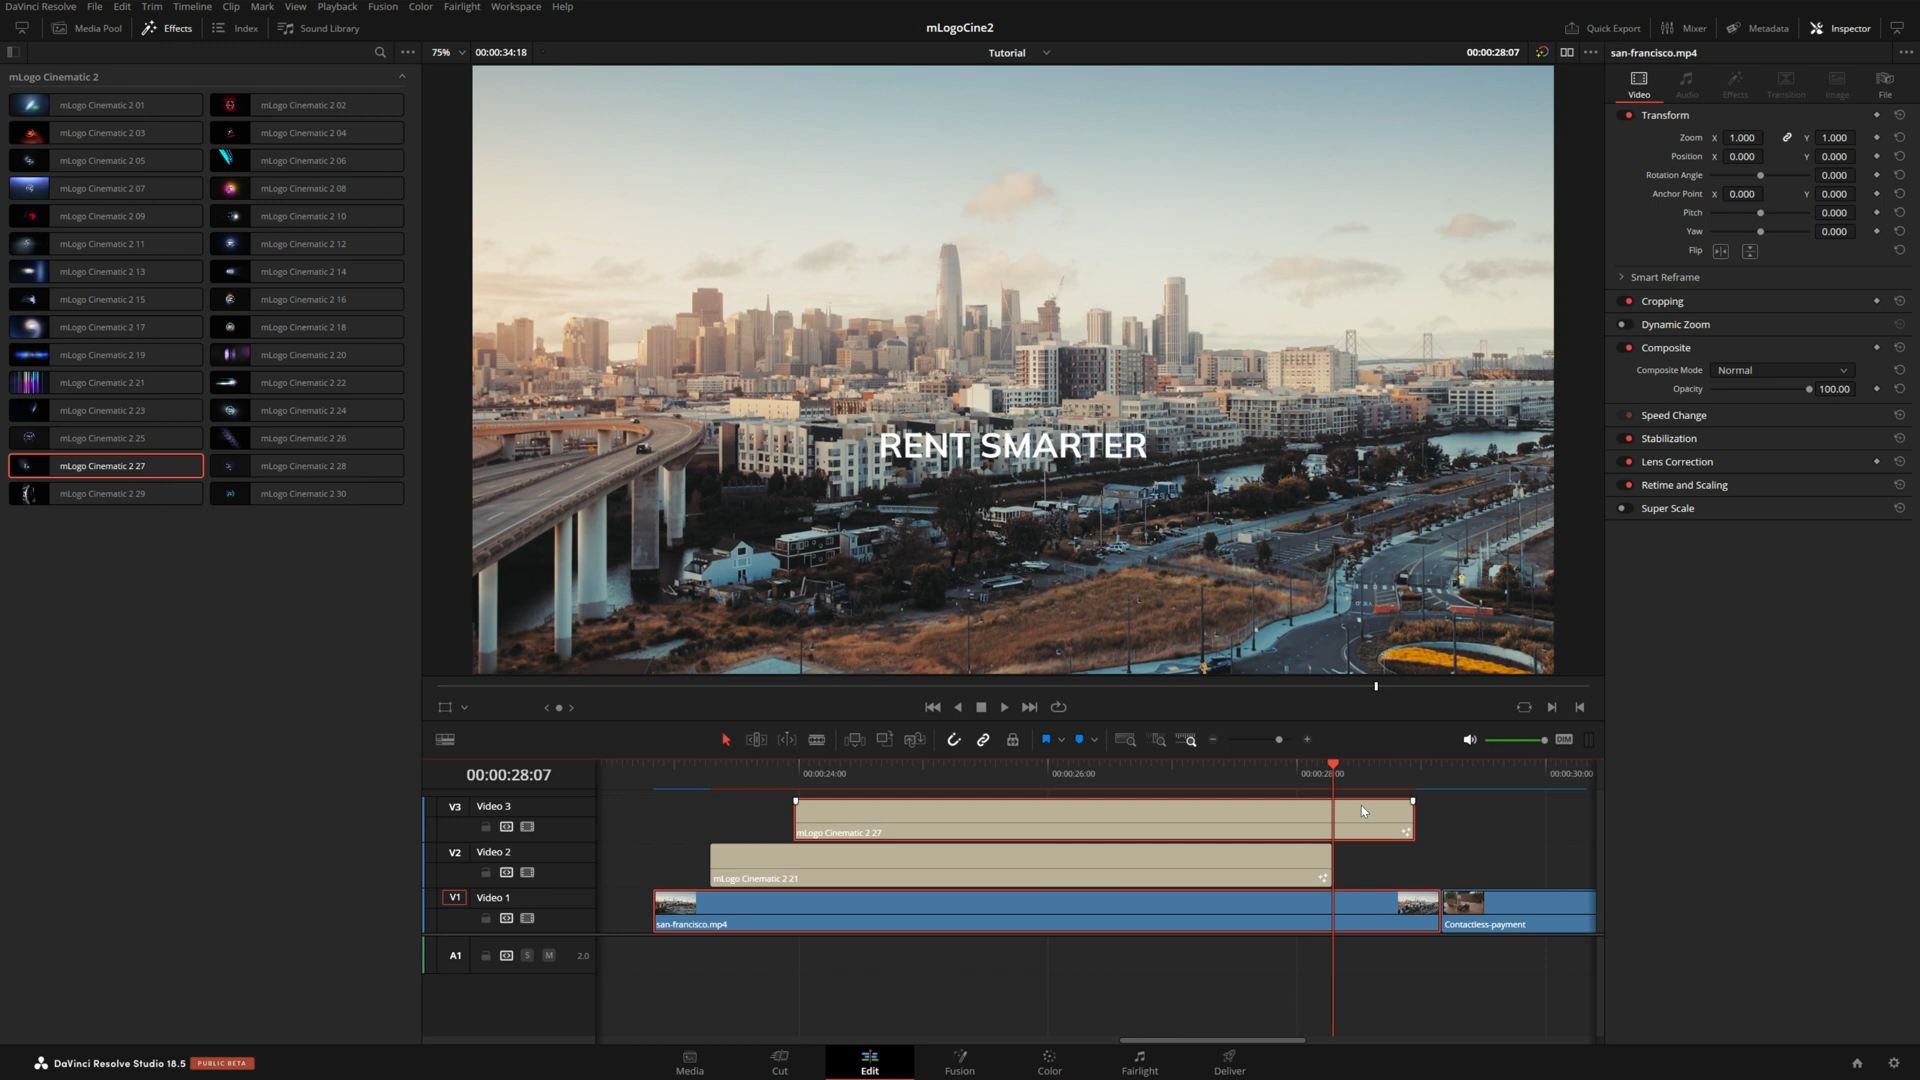 DaVinci Resolve File Edit Trim Timeline Clip Mark View Playback Fusion Color Fairlight Workspace Help
Media Pool Effects Index Sound Library mLogoCine2 Quick Export Mixer Metadata Inspector
75% 00:00:34:18 Tutorial 00:00:28:07 san-francisco.mp4
mLogo Cinematic 2
mLogo Cinematic 2 01 mLogo Cinematic 2 02
mLogo Cinematic 2 03 mLogo Cinematic 2 04
mLogo Cinematic 2 05 mLogo Cinematic 2 06
mLogo Cinematic 2 07 mLogo Cinematic 2 08
mLogo Cinematic 2 09 mLogo Cinematic 2 10
mLogo Cinematic 2 11 mLogo Cinematic 2 12
mLogo Cinematic 2 13 mLogo Cinematic 2 14
mLogo Cinematic 2 15 mLogo Cinematic 2 16
mLogo Cinematic 2 17 mLogo Cinematic 2 18
mLogo Cinematic 2 19 mLogo Cinematic 2 20
mLogo Cinematic 2 21 mLogo Cinematic 2 22
mLogo Cinematic 2 23 mLogo Cinematic 2 24
mLogo Cinematic 2 25 mLogo Cinematic 2 26
mLogo Cinematic 2 27 mLogo Cinematic 2 28
mLogo Cinematic 2 29 mLogo Cinematic 2 30
RENT SMARTER
Video Audio Effects Transition Image File
Transform
Zoom X 1.000 Y 1.000
Position X 0.000 Y 0.000
Rotation Angle 0.000
Anchor Point X 0.000 Y 0.000
Pitch 0.000
Yaw 0.000
Flip
Smart Reframe
Cropping
Dynamic Zoom
Composite
Composite Mode Normal
Opacity 100.00
Speed Change
Stabilization
Lens Correction
Retime and Scaling
Super Scale
DIM
00:00:28:07 00:00:24:00 00:00:26:00 00:00:28:00 00:00:30:00
V3 Video 3
mLogo Cinematic 2 27
V2 Video 2
mLogo Cinematic 2 21
V1 Video 1
san-francisco.mp4 Contactless-payment
A1 S M 2.0
DaVinci Resolve Studio 18.5 PUBLIC BETA
Media Cut Edit Fusion Color Fairlight Deliver